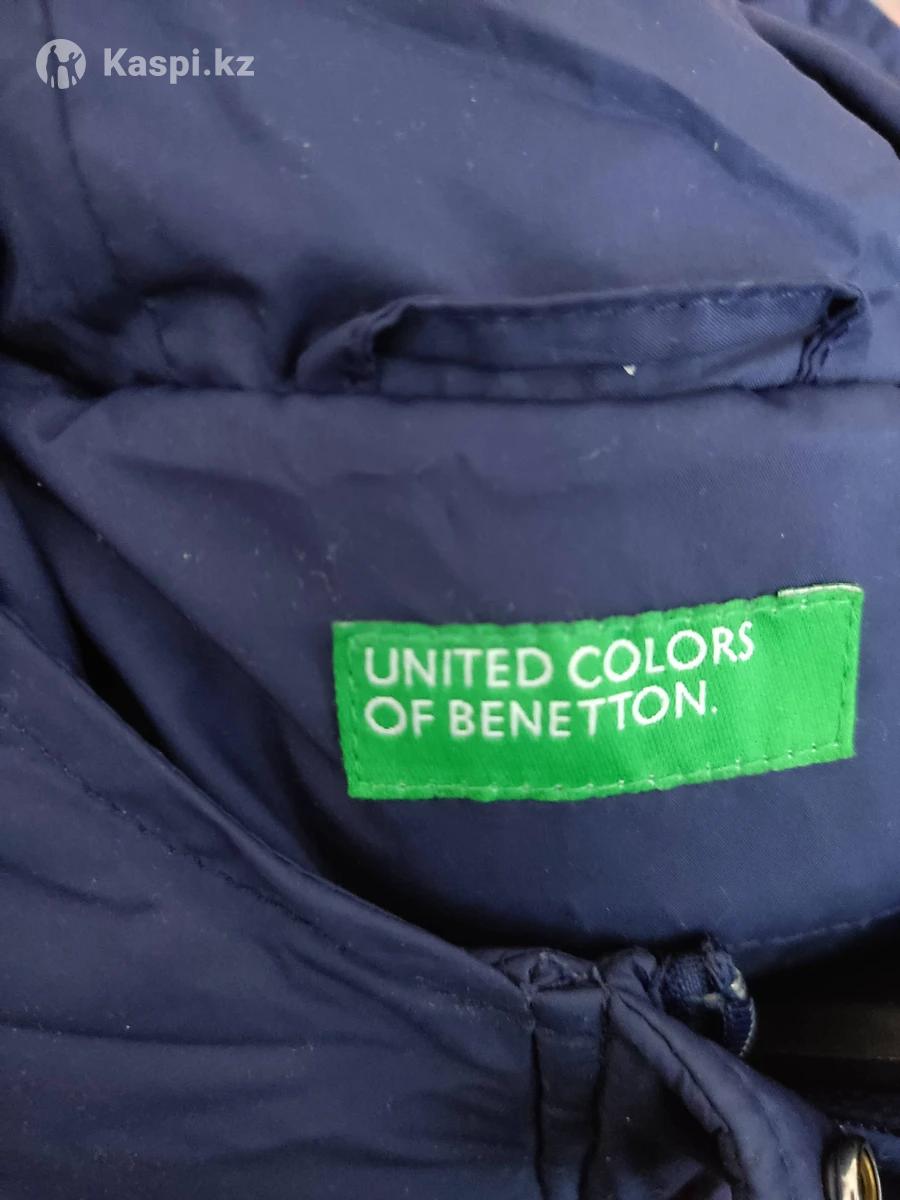 Kaspi.kz
UNITED COLORS
OF BENETTON.